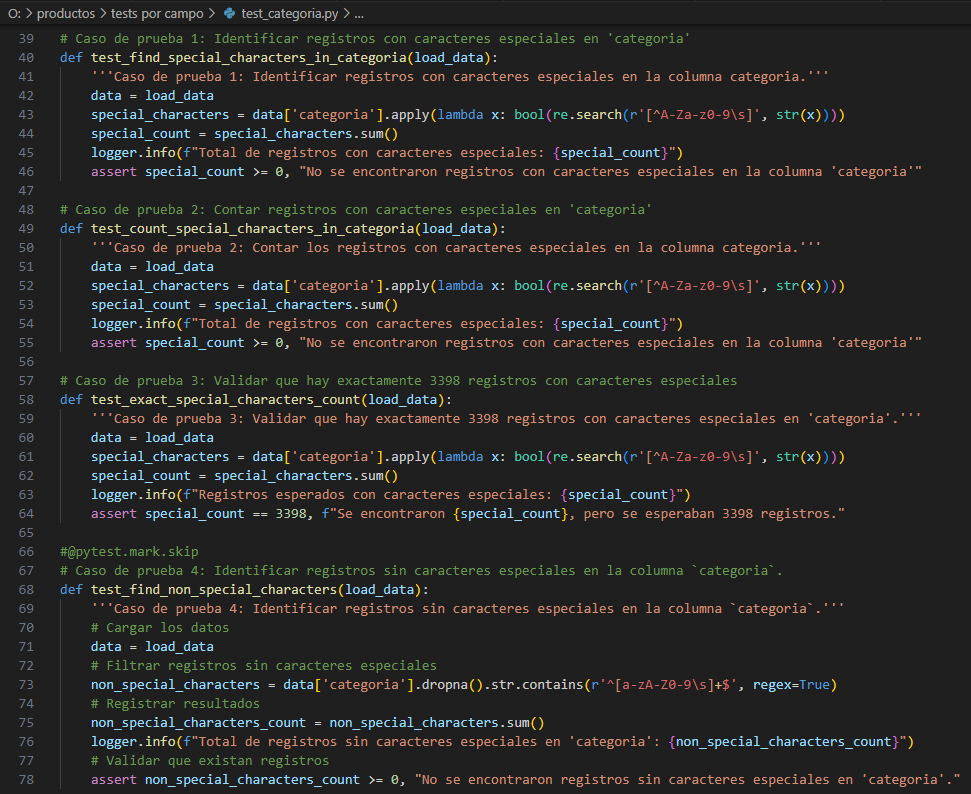 O: > productos > tests por campo > test_categoria.py > ...
39 # Caso de prueba 1: Identificar registros con caracteres especiales en 'categoria'
40 def test_find_special_characters_in_categoria(load_data):
41     '''Caso de prueba 1: Identificar registros con caracteres especiales en la columna categoria.'''
42     data = load_data
43     special_characters = data['categoria'].apply(lambda x: bool(re.search(r'[^A-Za-z0-9\s]', str(x))))
44     special_count = special_characters.sum()
45     logger.info(f"Total de registros con caracteres especiales: {special_count}")
46     assert special_count >= 0, "No se encontraron registros con caracteres especiales en la columna 'categoria'"
47
48 # Caso de prueba 2: Contar registros con caracteres especiales en 'categoria'
49 def test_count_special_characters_in_categoria(load_data):
50     '''Caso de prueba 2: Contar los registros con caracteres especiales en la columna categoria.'''
51     data = load_data
52     special_characters = data['categoria'].apply(lambda x: bool(re.search(r'[^A-Za-z0-9\s]', str(x))))
53     special_count = special_characters.sum()
54     logger.info(f"Total de registros con caracteres especiales: {special_count}")
55     assert special_count >= 0, "No se encontraron registros con caracteres especiales en la columna 'categoria'"
56
57 # Caso de prueba 3: Validar que hay exactamente 3398 registros con caracteres especiales
58 def test_exact_special_characters_count(load_data):
59     '''Caso de prueba 3: Validar que hay exactamente 3398 registros con caracteres especiales en 'categoria'.'''
60     data = load_data
61     special_characters = data['categoria'].apply(lambda x: bool(re.search(r'[^A-Za-z0-9\s]', str(x))))
62     special_count = special_characters.sum()
63     logger.info(f"Registros esperados con caracteres especiales: {special_count}")
64     assert special_count == 3398, f"Se encontraron {special_count}, pero se esperaban 3398 registros."
65
66 #@pytest.mark.skip
67 # Caso de prueba 4: Identificar registros sin caracteres especiales en la columna `categoria`.
68 def test_find_non_special_characters(load_data):
69     '''Caso de prueba 4: Identificar registros sin caracteres especiales en la columna `categoria`.'''
70     # Cargar los datos
71     data = load_data
72     # Filtrar registros sin caracteres especiales
73     non_special_characters = data['categoria'].dropna().str.contains(r'^[a-zA-Z0-9\s]+$', regex=True)
74     # Registrar resultados
75     non_special_characters_count = non_special_characters.sum()
76     logger.info(f"Total de registros sin caracteres especiales en 'categoria': {non_special_characters_count}")
77     # Validar que existan registros
78     assert non_special_characters_count >= 0, "No se encontraron registros sin caracteres especiales en 'categoria'."